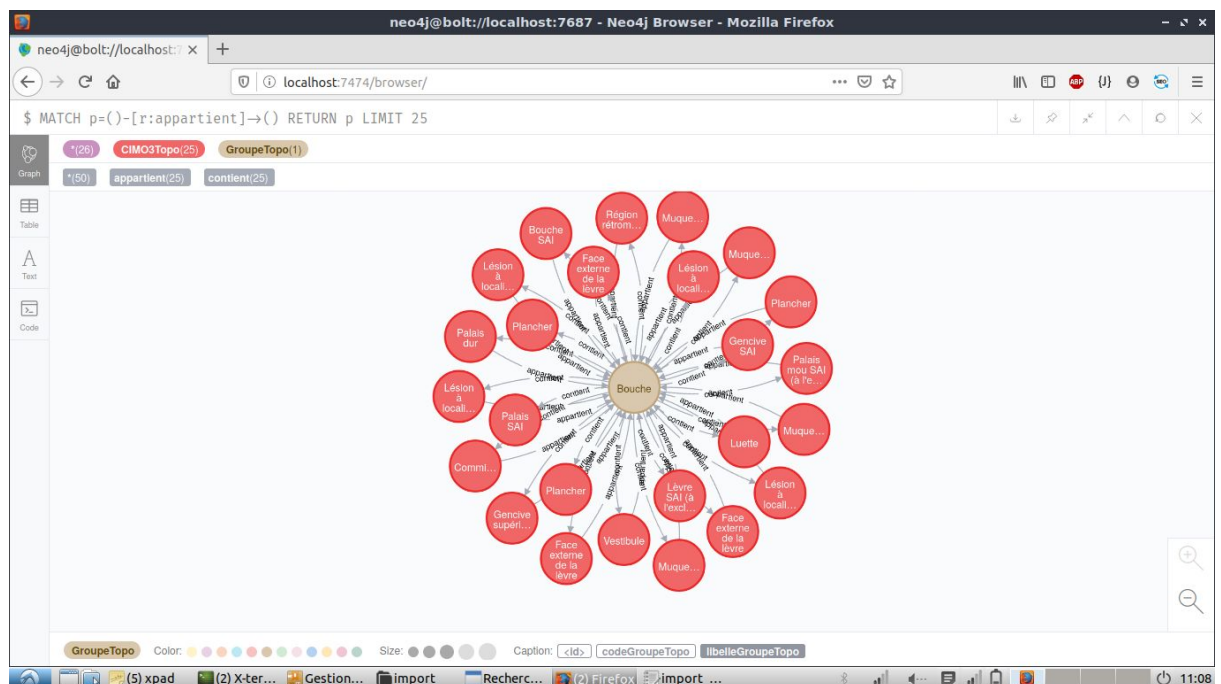 neo4j@bolt://localhost:7687 - Neo4j Browser - Mozilla Firefox
neo4j@bolt://localhost:7
localhost:7474/browser/
$ MATCH p=()-[r:appartient]→() RETURN p LIMIT 25
Graph
*(26) CIMO3Topo(25) GroupeTopo(1)
*(50) appartient(25) contient(25)
Table
A
Text
Code
Région
rétrom...
Muque...
Bouche
SAI
Muque...
Face
externe
de la
lèvre
Lésion
à
locali...
Lésion
à
locali...
Plancher
Plancher
Palais
dur
Gencive
SAI
Palais
mou SAI
(à l'e...
Bouche
Lésion
à
locali...
Palais
SAI
Muque...
Luette
Commi...
Plancher
Lèvre
SAI (à
l'excl...
Lésion
à
locali...
Gencive
supéri...
Face
externe
de la
lèvre
Vestibule
Face
externe
de la
lèvre
Muque...
appartient
contient
GroupeTopo Color: Size: Caption: <id> codeGroupeTopo libelleGroupeTopo
(5) xpad (2) X-ter... Gestion... import Recherc... (2) Firefox import ... 11:08